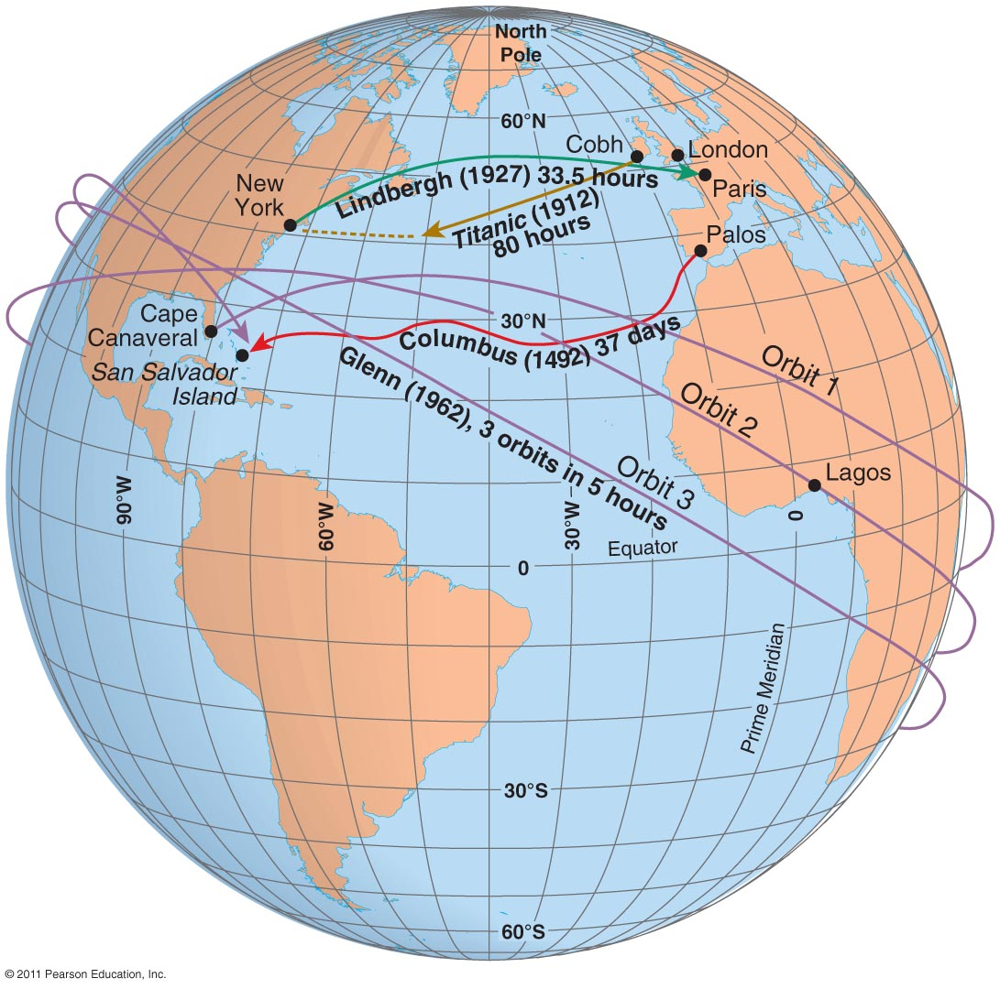 North
Pole
60°N
Cobh
London
Paris
New
York
Lindbergh (1927) 33.5 hours
Titanic (1912)
80 hours
Palos
Cape
Canaveral
30°N
San Salvador
Island
Columbus (1492) 37 days
Glenn (1962), 3 orbits in 5 hours
Orbit 1
Orbit 2
Orbit 3
Lagos
90°W
60°W
30°W
0
Equator
0
Prime Meridian
30°S
60°S
© 2011 Pearson Education, Inc.